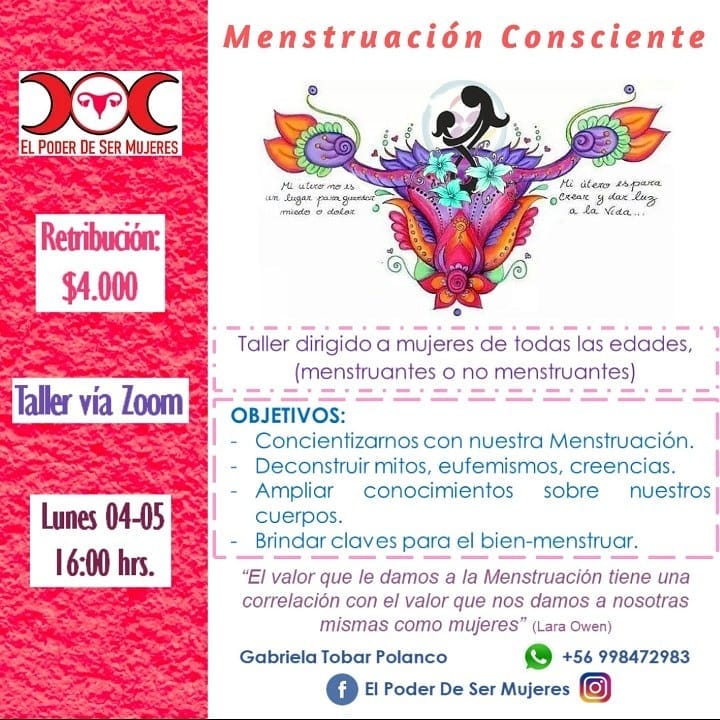 Menstruación Consciente
EL PODER DE SER MUJERES
Mi utero no es
un lugar para guardar
miedo o dolor
Mi útero es para
crear y dar luz
a la vida...
Retribución:
$4.000
Taller vía Zoom
Lunes 04-05
16:00 hrs.
Taller dirigido a mujeres de todas las edades,
(menstruantes o no menstruantes)
OBJETIVOS:
- Concientizarnos con nuestra Menstruación.
- Deconstruir mitos, eufemismos, creencias.
- Ampliar conocimientos sobre nuestros
cuerpos.
- Brindar claves para el bien-menstruar.
“El valor que le damos a la Menstruación tiene una
correlación con el valor que nos damos a nosotras
mismas como mujeres” (Lara Owen)
Gabriela Tobar Polanco +56 998472983
El Poder De Ser Mujeres